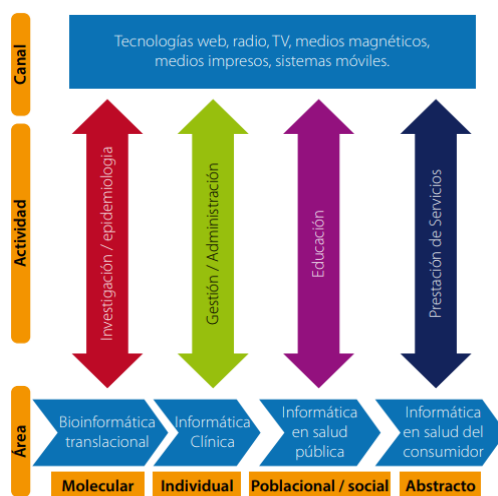 Canal
Tecnologías web, radio, TV, medios magnéticos,
medios impresos, sistemas móviles.
Actividad
Investigación / epidemiologia
Gestión / Administración
Educación
Prestación de Servicios
Área
Bioinformática
translacional
Informática
Clínica
Informática
en salud
pública
Informática
en salud del
consumidor
Molecular
Individual
Poblacional / social
Abstracto